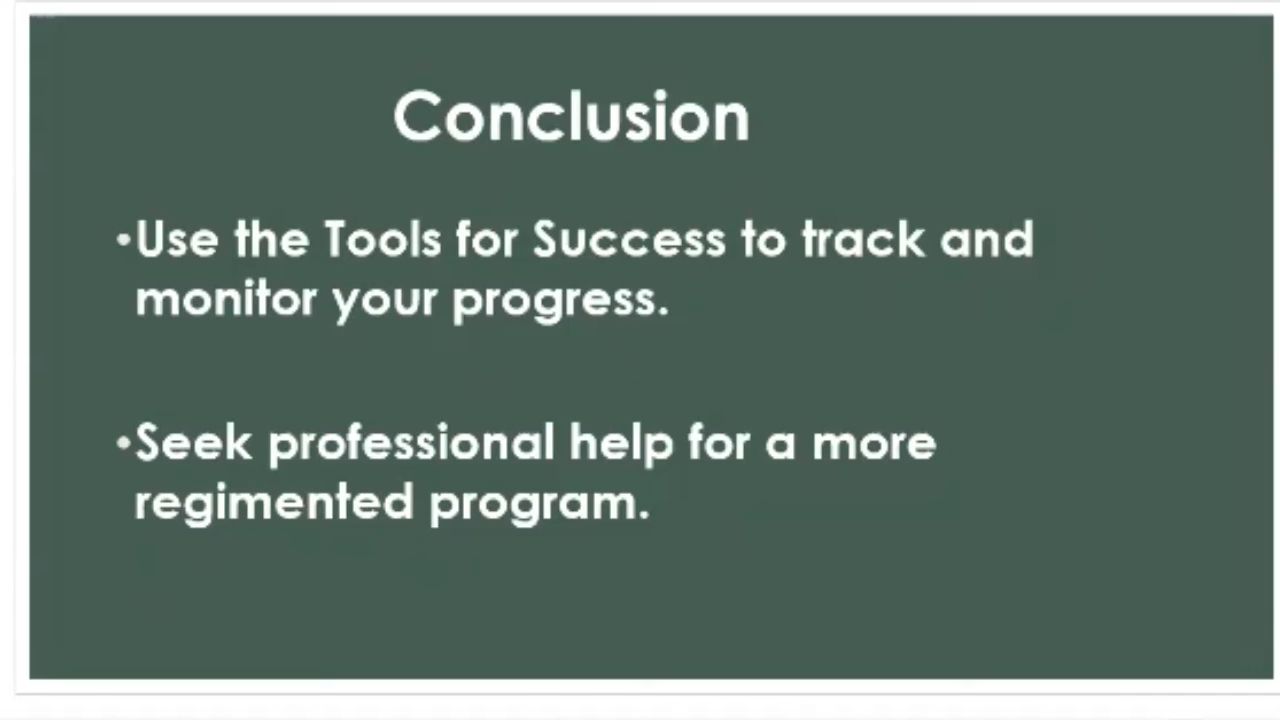 Conclusion
•Use the Tools for Success to track and
monitor your progress.
•Seek professional help for a more
regimented program.